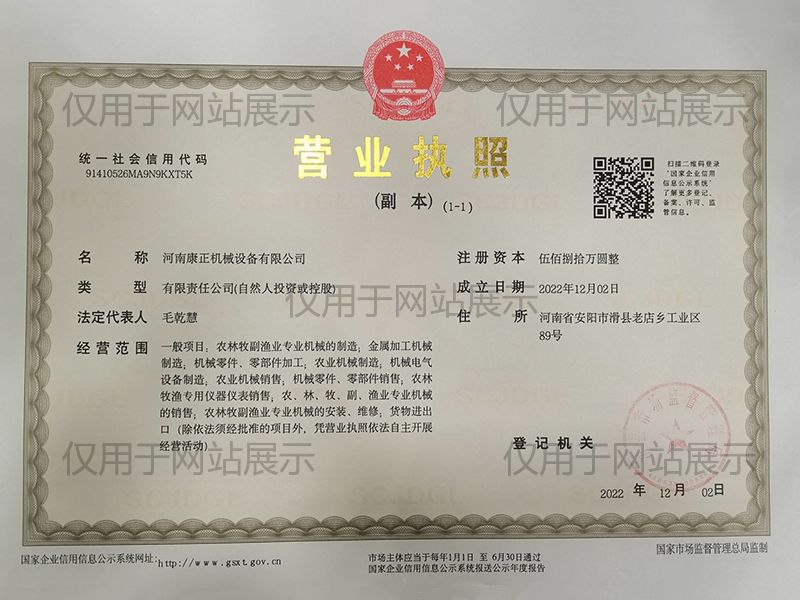 仅用于网站展示
仅用于网站展示
营业执照
(副 本) (1-1)
统一社会信用代码
91410526MA9N9KXT5K
扫描二维码登录
'国家企业信用
信息公示系统'
了解更多登记、
备案、许可、监
管信息。
名 称 河南康正机械设备有限公司
类 型 有限责任公司(自然人投资或控股)
法定代表人 毛乾慧
经营范围 一般项目：农林牧副渔业专业机械的制造；金属加工机械
制造；机械零件、零部件加工；农业机械制造；机械电气
设备制造；农业机械销售；机械零件、零部件销售；农林
牧渔专用仪器仪表销售；农、林、牧、副、渔业专业机械
的销售；农林牧副渔业专业机械的安装、维修；货物进出
口（除依法须经批准的项目外，凭营业执照依法自主开展
经营活动）
注册资本 伍佰捌拾万圆整
成立日期 2022年12月02日
住 所 河南省安阳市滑县老店乡工业区
89号
仅用于网站展示
登记机关
仅用于网站展示
仅用于网站展示
2022 年 12 月 02 日
国家企业信用信息公示系统网址：http://www.gsxt.gov.cn
市场主体应当于每年1月1日 至 6月30日通过
国家企业信用信息公示系统报送公示年度报告
国家市场监督管理总局监制